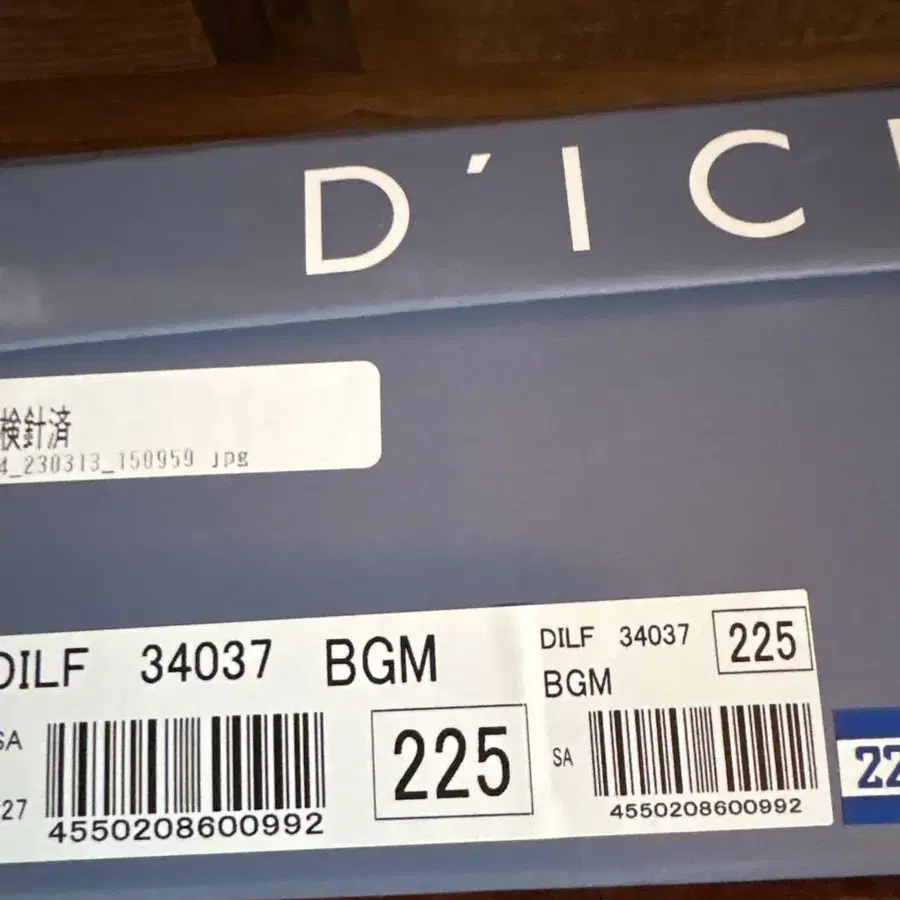 D'IC
検針済
4_230313_150959 jpg
DILF 34037 BGM
SA
225
27
4550208600992
DILF 34037 225
BGM
SA
4550208600992
22